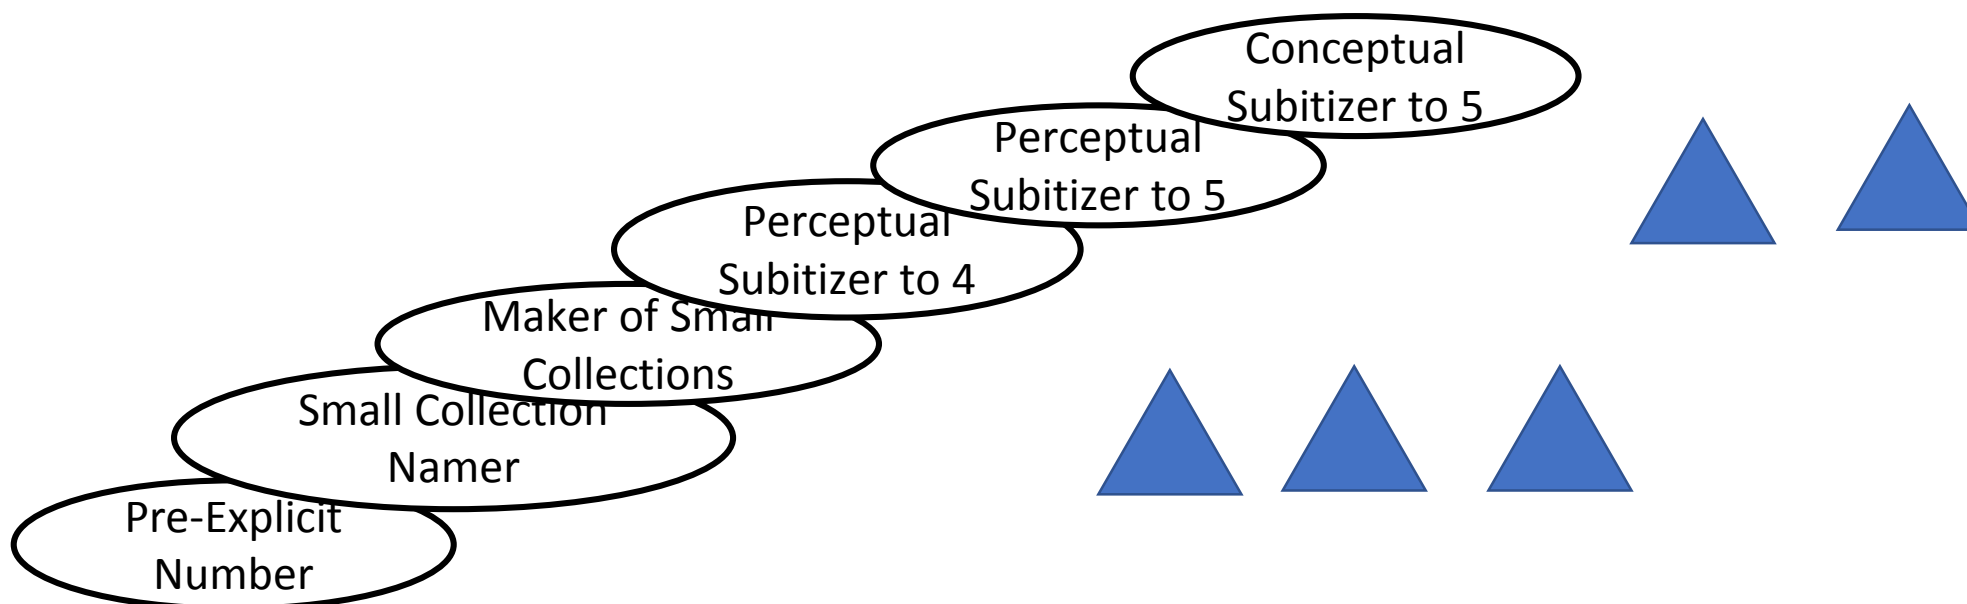 Conceptual
Subitizer to 5
Perceptual
Subitizer to 5
Perceptual
Subitizer to 4
Maker of Small
Collections
Small Collection
Namer
Pre-Explicit
Number